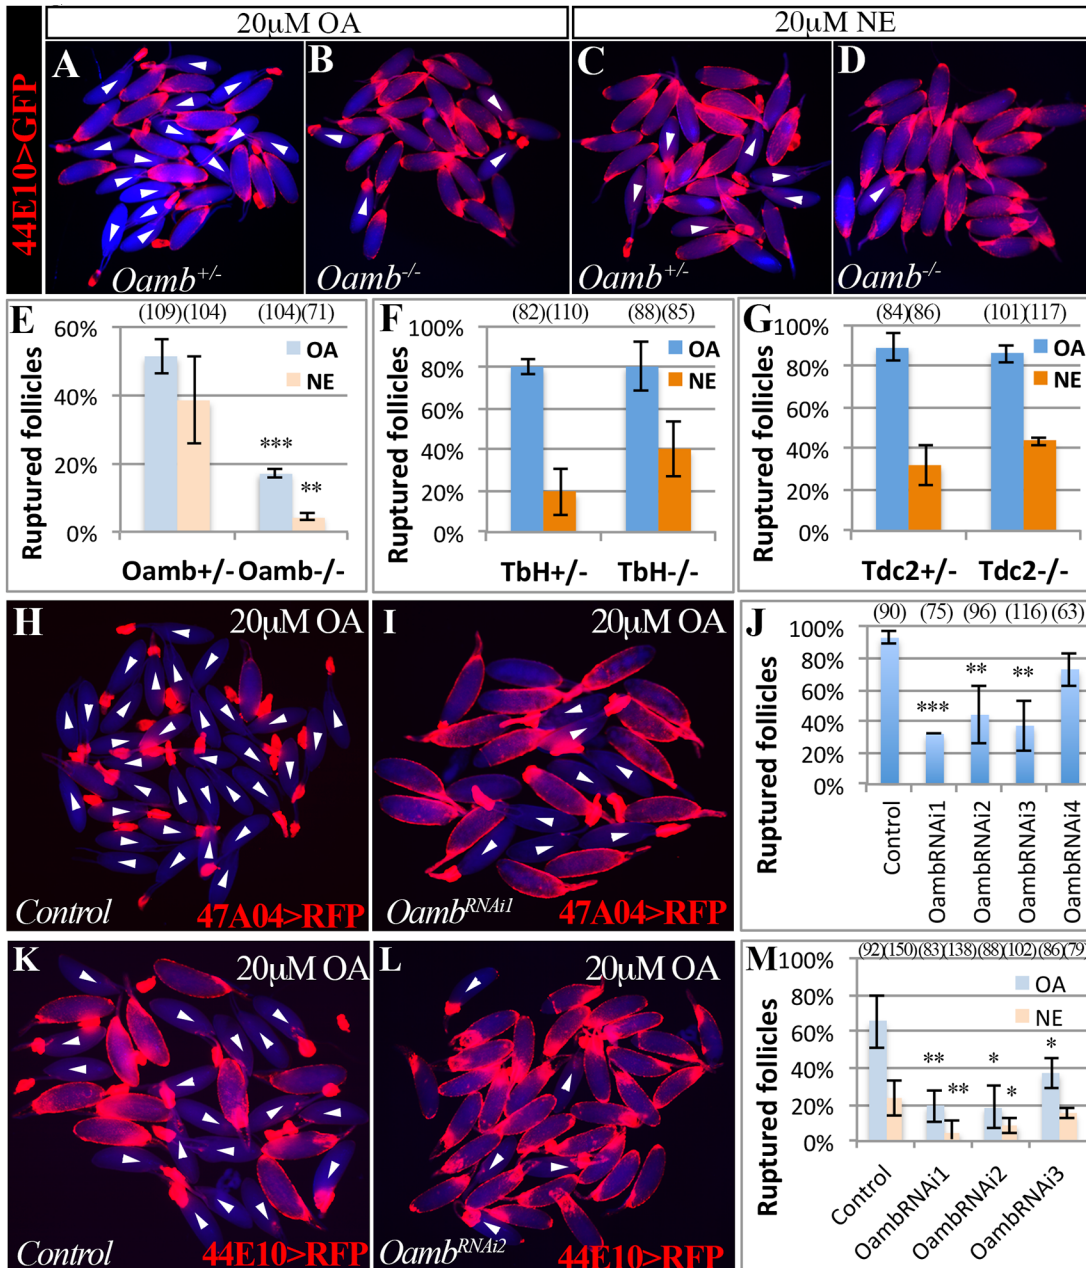 20μM OA
20μM NE
44E10>GFP
A
B
C
D
Oamb+/-
Oamb-/-
Oamb+/-
Oamb-/-
E
(109)(104) (104)(71)
60%
40%
20%
0%
Ruptured follicles
OA
NE
***
**
Oamb+/- Oamb-/-
F
(82)(110) (88)(85)
100%
80%
60%
40%
20%
0%
Ruptured follicles
OA
NE
TbH+/- TbH-/-
G
(84)(86) (101)(117)
100%
80%
60%
40%
20%
0%
Ruptured follicles
OA
NE
Tdc2+/- Tdc2-/-
H
20μM OA
Control
47A04>RFP
I
20μM OA
OambRNAi1
47A04>RFP
J
(90) (75) (96) (116) (63)
100%
80%
60%
40%
20%
0%
Ruptured follicles
***
**
**
Control
OambRNAi1
OambRNAi2
OambRNAi3
OambRNAi4
K
20μM OA
Control
44E10>RFP
L
20μM OA
OambRNAi2
44E10>RFP
M
(92)(150) (83)(138) (88)(102) (86)(79)
100%
80%
60%
40%
20%
0%
Ruptured follicles
OA
NE
**
**
*
*
*
Control
OambRNAi1
OambRNAi2
OambRNAi3